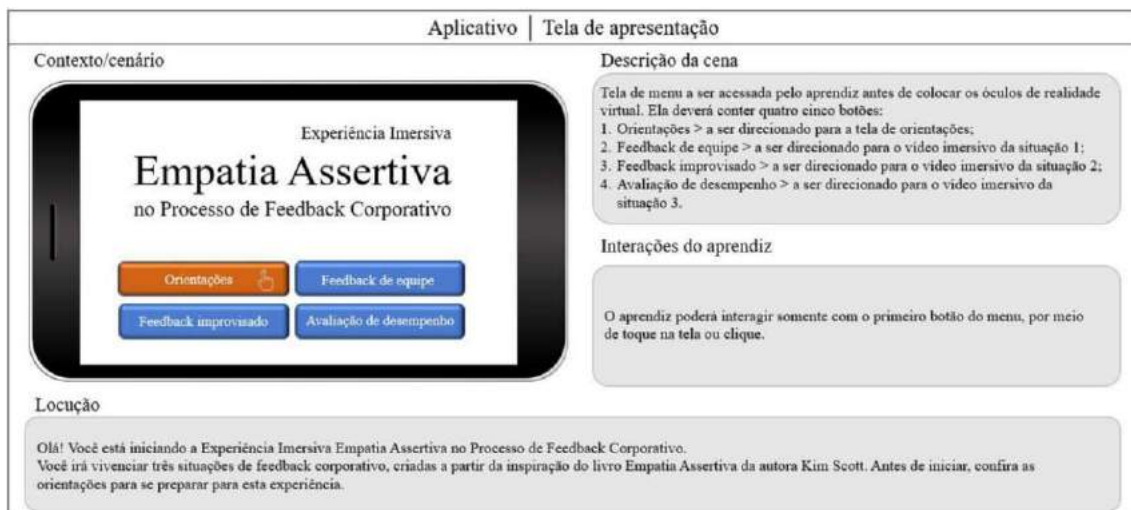 Aplicativo | Tela de apresentação
Contexto/cenário
Experiência Imersiva
Empatia Assertiva
no Processo de Feedback Corporativo
Orientações
Feedback de equipe
Feedback improvisado
Avaliação de desempenho
Descrição da cena
Tela de menu a ser acessada pelo aprendiz antes de colocar os óculos de realidade
virtual. Ela deverá conter quatro cinco botões:
1. Orientações > a ser direcionado para a tela de orientações;
2. Feedback de equipe > a ser direcionado para o vídeo imersivo da situação 1;
3. Feedback improvisado > a ser direcionado para o vídeo imersivo da situação 2;
4. Avaliação de desempenho > a ser direcionado para o vídeo imersivo da
situação 3.
Interações do aprendiz
O aprendiz poderá interagir somente com o primeiro botão do menu, por meio
de toque na tela ou clique.
Locução
Olá! Você está iniciando a Experiência Imersiva Empatia Assertiva no Processo de Feedback Corporativo.
Você irá vivenciar três situações de feedback corporativo, criadas a partir da inspiração do livro Empatia Assertiva da autora Kim Scott. Antes de iniciar, confira as
orientações para se preparar para esta experiência.